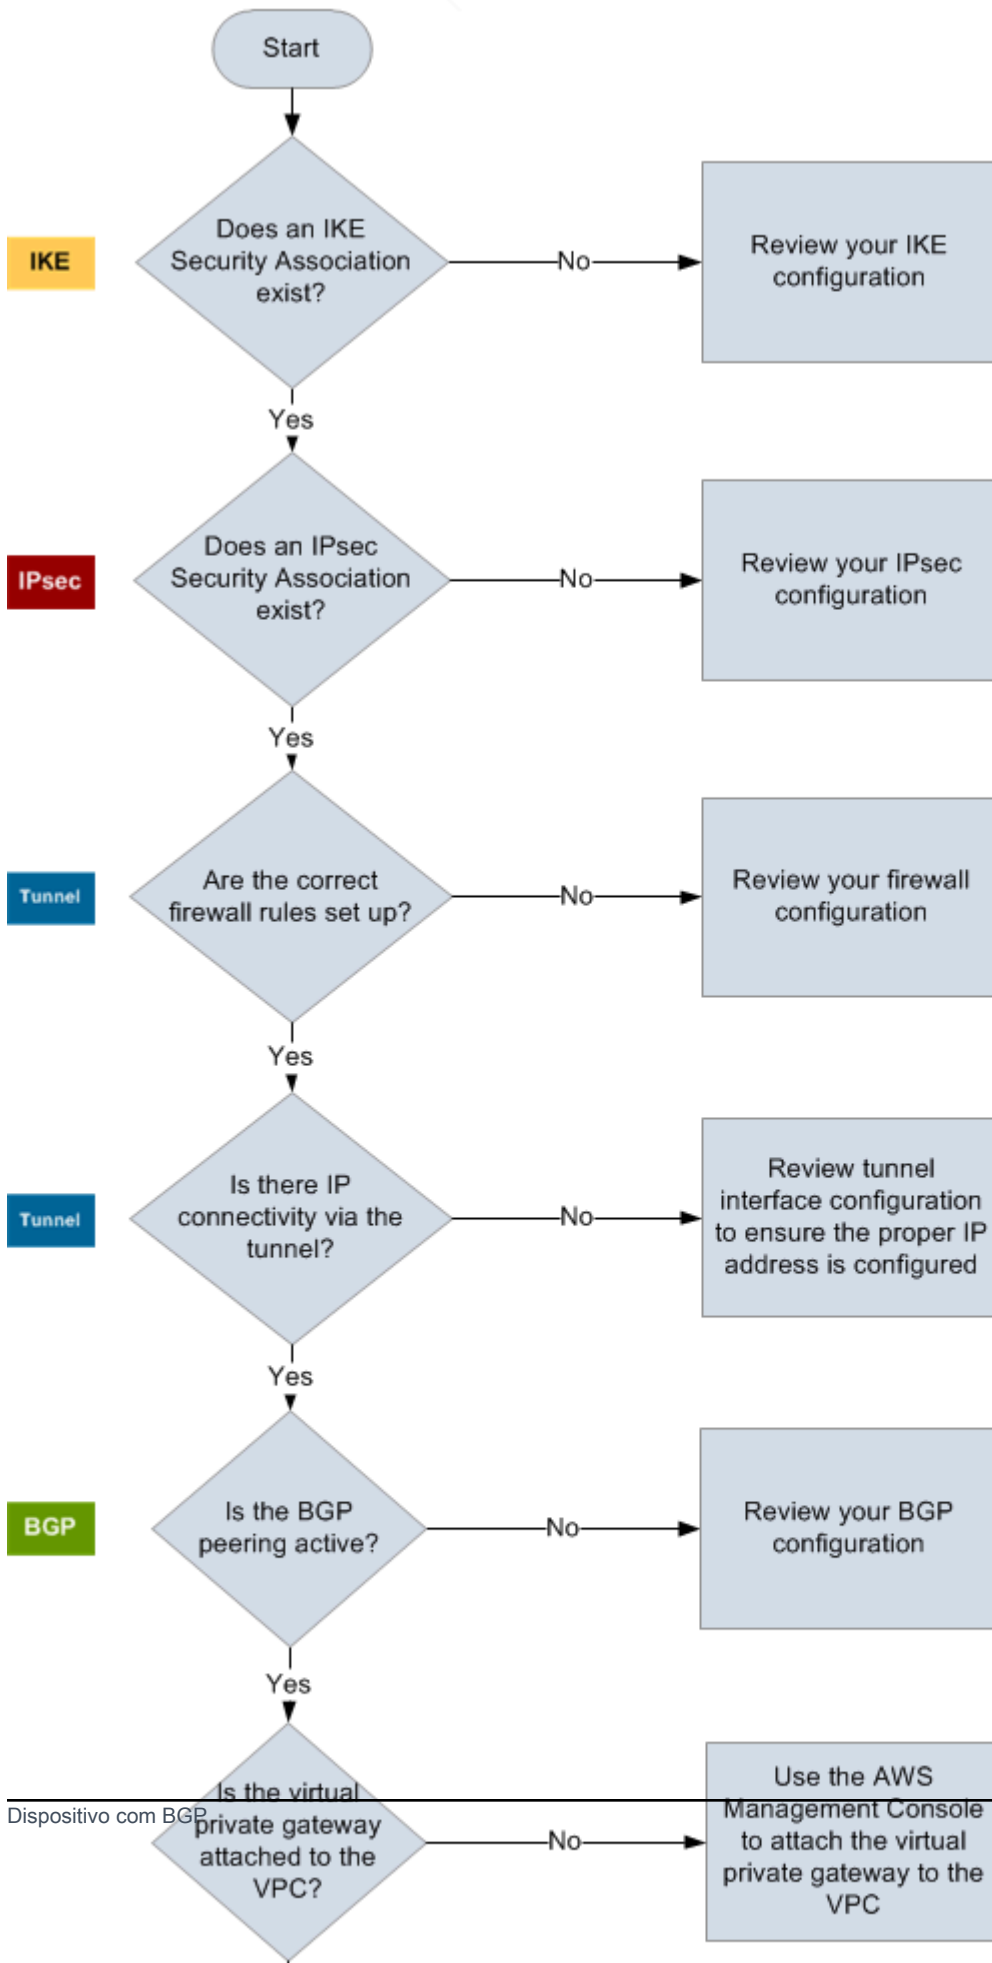 Start
IKE
Does an IKE
Security Association
exist?
No
Review your IKE
configuration
Yes
IPsec
Does an IPsec
Security Association
exist?
No
Review your IPsec
configuration
Yes
Tunnel
Are the correct
firewall rules set up?
No
Review your firewall
configuration
Yes
Tunnel
Is there IP
connectivity via the
tunnel?
No
Review tunnel
interface configuration
to ensure the proper IP
address is configured
Yes
BGP
Is the BGP
peering active?
No
Review your BGP
configuration
Yes
Is the virtual
private gateway
attached to the
VPC?
No
Use the AWS
Management Console
to attach the virtual
private gateway to the
VPC
Dispositivo com BGP